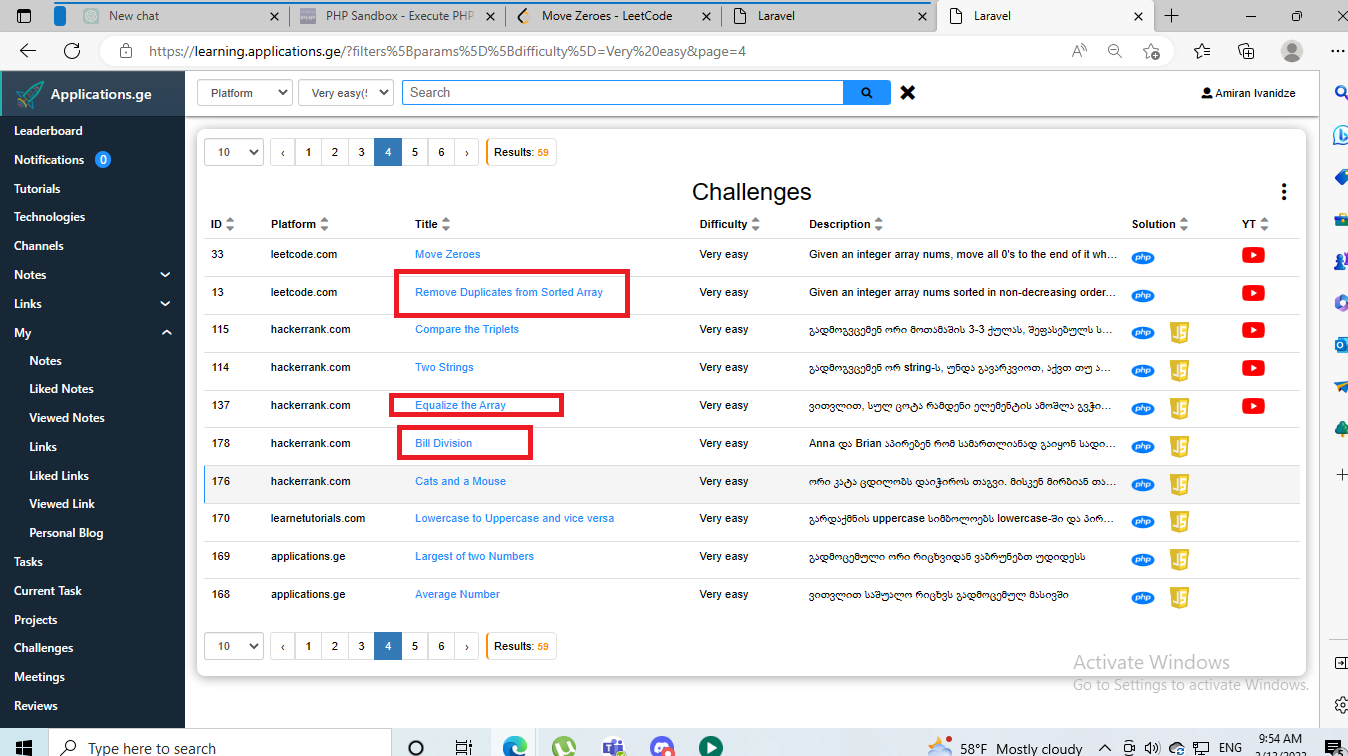 New chat
PHP Sandbox - Execute PHP
Move Zeroes - LeetCode
Laravel
Laravel
https://learning.applications.ge/?filters%5Bparams%5D%5Bdifficulty%5D=Very%20easy&page=4
Applications.ge
Platform
Very easy(
Search
Amiran Ivanidze
Leaderboard
Notifications 0
Tutorials
Technologies
Channels
Notes
Links
My
Notes
Liked Notes
Viewed Notes
Links
Liked Links
Viewed Link
Personal Blog
Tasks
Current Task
Projects
Challenges
Meetings
Reviews
10 ‹ 1 2 3 4 5 6 › Results: 59
Challenges
ID Platform Title Difficulty Description Solution YT
33 leetcode.com Move Zeroes Very easy Given an integer array nums, move all 0's to the end of it wh... php
13 leetcode.com Remove Duplicates from Sorted Array Very easy Given an integer array nums sorted in non-decreasing order... php
115 hackerrank.com Compare the Triplets Very easy გადმოგვცემენ ორი მოთამაშის 3-3 ქულას, შეფასებულს ს... php JS
114 hackerrank.com Two Strings Very easy გადმოგვცემენ ორ string-ს, უნდა გავარკვიოთ, აქვთ თუ ა... php JS
137 hackerrank.com Equalize the Array Very easy ვითვლით, სულ ცოტა რამდენი ელემენტის ამოშლა გვჭი... php JS
178 hackerrank.com Bill Division Very easy Anna და Brian აპირებენ რომ სამართლიანად გაიყონ სადი... php JS
176 hackerrank.com Cats and a Mouse Very easy ორი კატა ცდილობს დაიჭიროს თაგვი. მისკენ მირბიან თა... php JS
170 learnetutorials.com Lowercase to Uppercase and vice versa Very easy გარდაქმნის uppercase სიმბოლოებს lowercase-ში და პირ... php JS
169 applications.ge Largest of two Numbers Very easy გადმოცემული ორი რიცხვიდან ვაბრუნებთ უდიდესს php JS
168 applications.ge Average Number Very easy ვითვლით საშუალო რიცხვს გადმოცემულ მასივში php JS
10 ‹ 1 2 3 4 5 6 › Results: 59
Activate Windows
Go to Settings to activate Windows.
Type here to search
58°F Mostly cloudy
ENG
9:54 AM